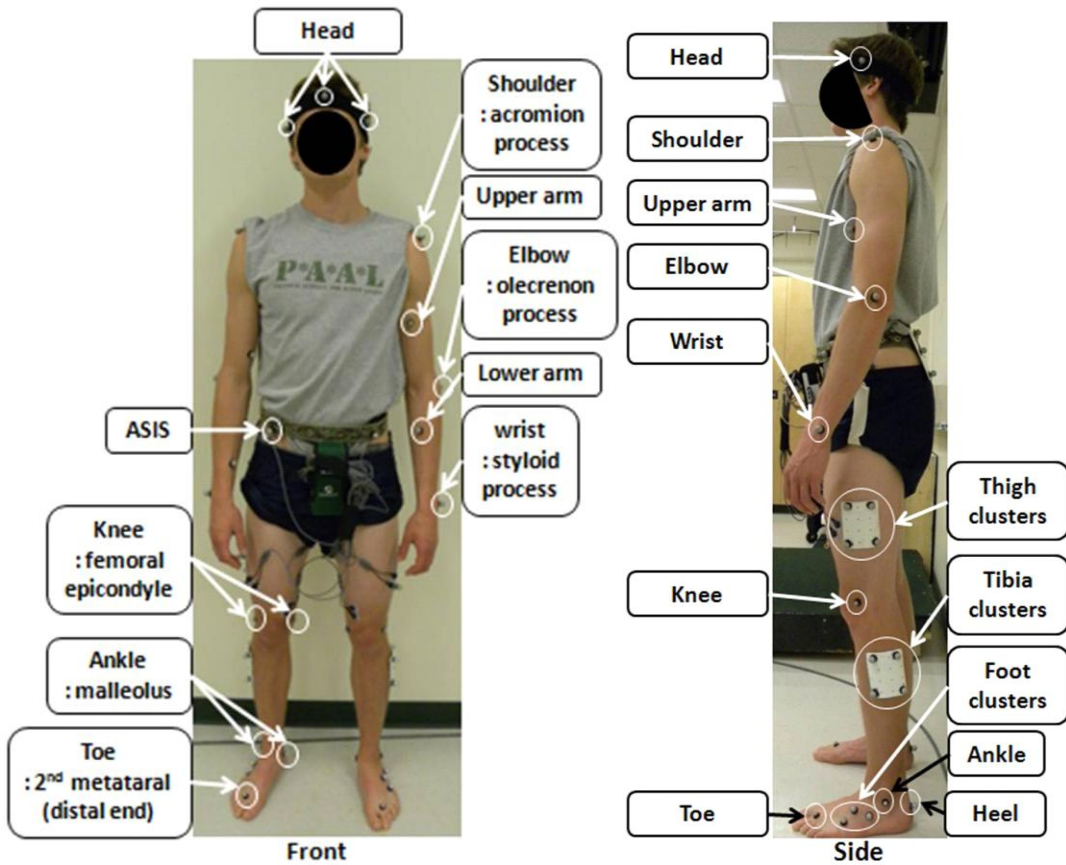 Head
Shoulder
: acromion
process
Upper arm
Elbow
: olecrenon
process
Lower arm
ASIS
wrist
: styloid
process
Knee
: femoral
epicondyle
Ankle
: malleolus
Toe
: 2nd metataral
(distal end)
P*A*A*L
Front
Head
Shoulder
Upper arm
Elbow
Wrist
Thigh
clusters
Knee
Tibia
clusters
Foot
clusters
Ankle
Toe
Heel
Side